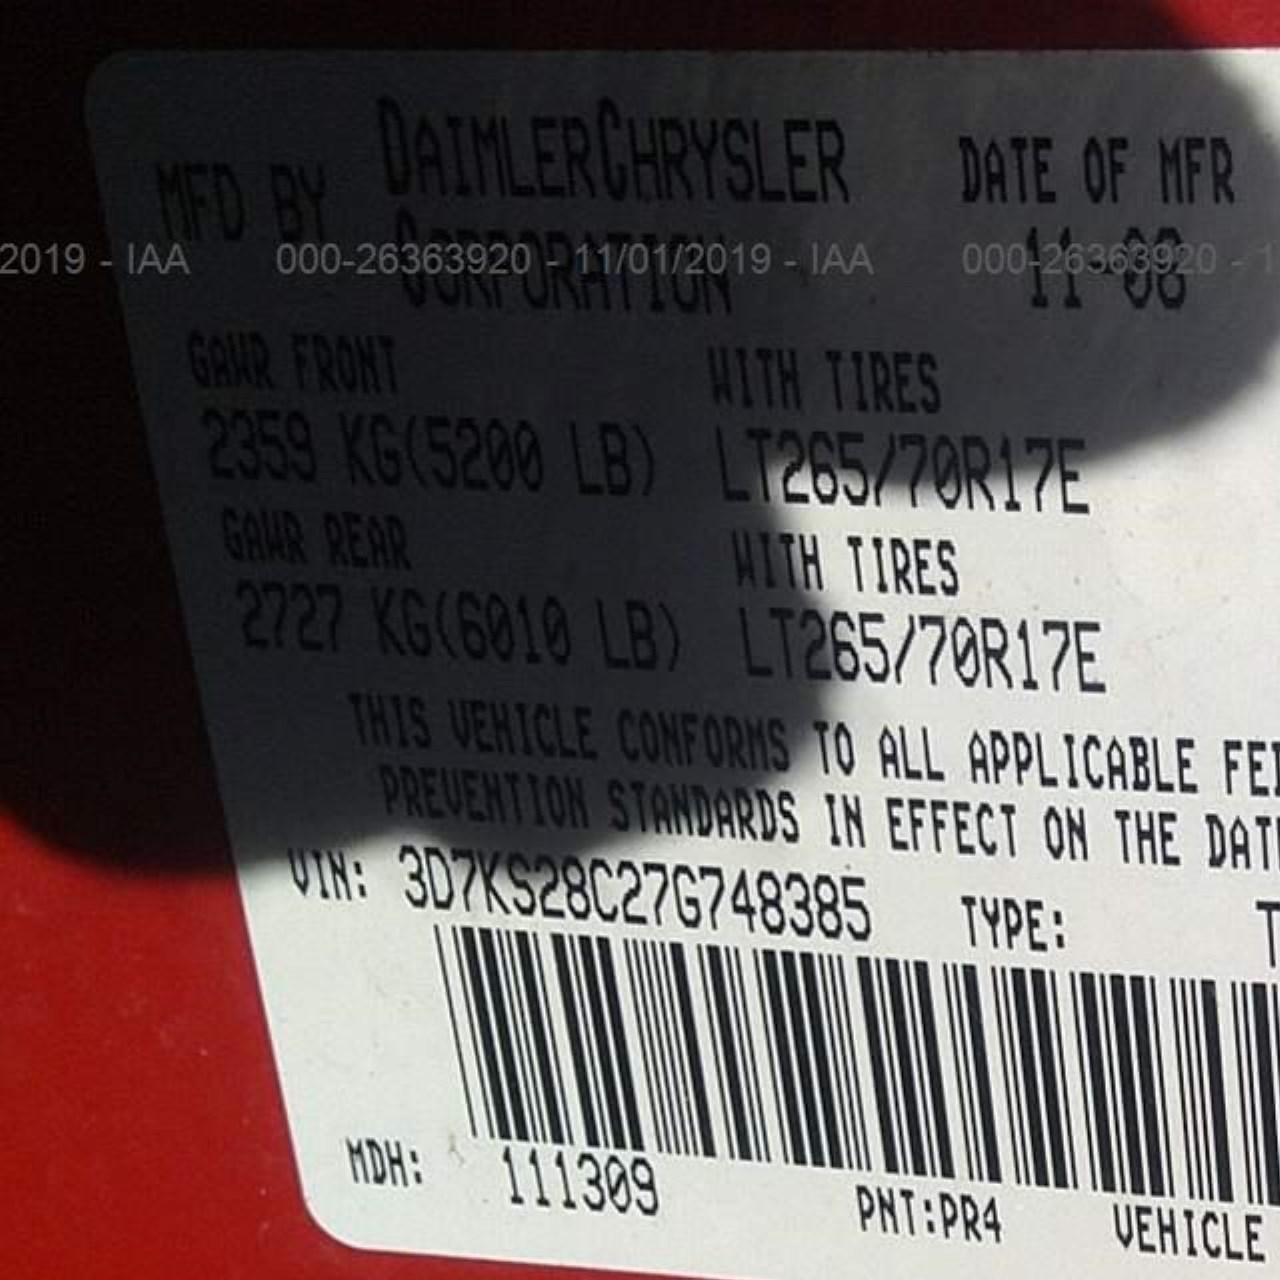 MFD BY DAIMLERCHRYSLER CORPORATION
DATE OF MFR
2019 - IAA 000-26363920 - 11/01/2019 - IAA 000-26363920 - 1
GAWR FRONT WITH TIRES
2359 KG(5200 LB) LT265/70R17E
GAWR REAR WITH TIRES
2727 KG(6010 LB) LT265/70R17E
THIS VEHICLE CONFORMS TO ALL APPLICABLE FED
PREVENTION STANDARDS IN EFFECT ON THE DATE
VIN: 3D7KS28C27G748385 TYPE: T
MDH: 111309
PNT:PR4 VEHICLE